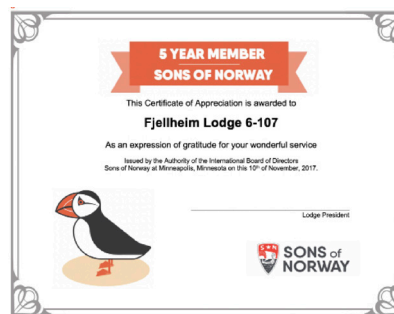 5 YEAR MEMBER
SONS OF NORWAY
This Certificate of Appreciation is awarded to
Fjellheim Lodge 6-107
As an expression of gratitude for your wonderful service
Issued by the Authority of the International Board of Directors
Sons of Norway at Minneapolis, Minnesota on this 10th of November, 2017.
Lodge President
SONS of
NORWAY